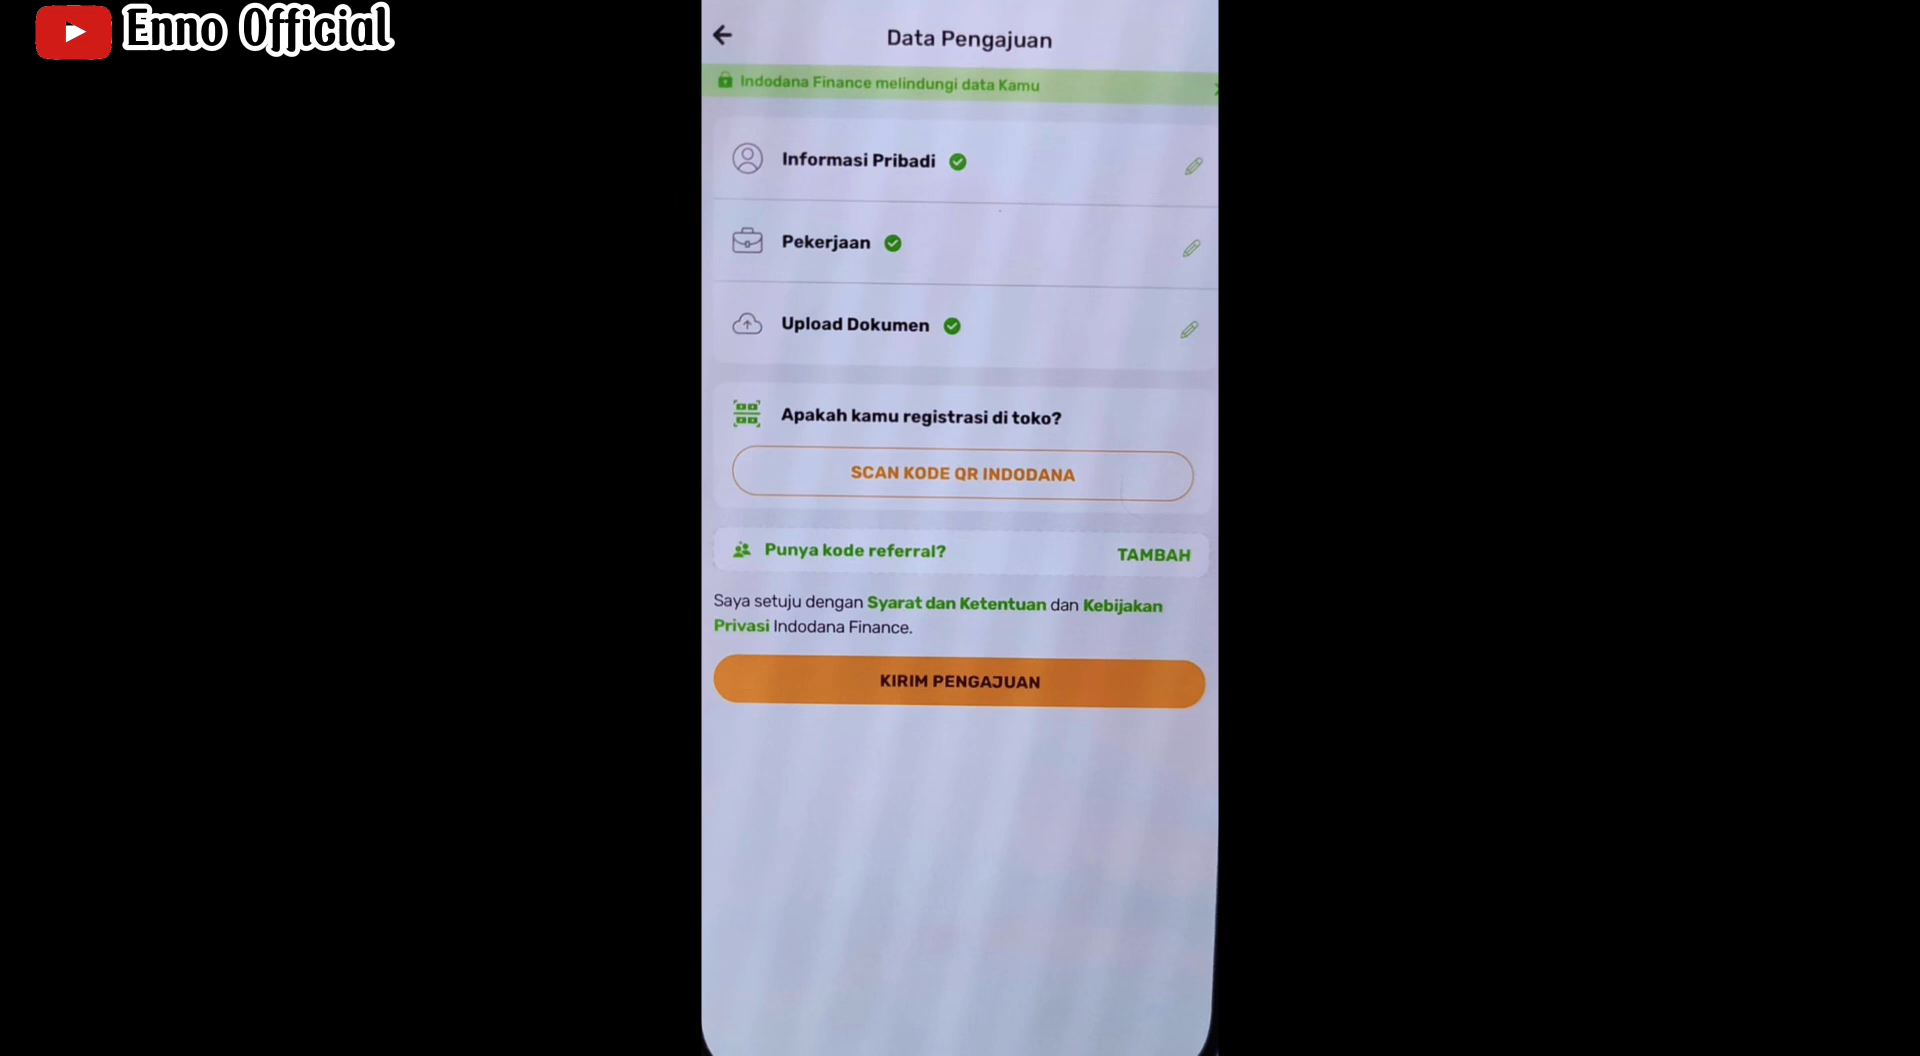 Enno Official
Data Pengajuan
Indodana Finance melindungi data Kamu
Informasi Pribadi
Pekerjaan
Upload Dokumen
Apakah kamu registrasi di toko?
SCAN KODE QR INDODANA
Punya kode referral?
TAMBAH
Saya setuju dengan Syarat dan Ketentuan dan Kebijakan
Privasi Indodana Finance.
KIRIM PENGAJUAN